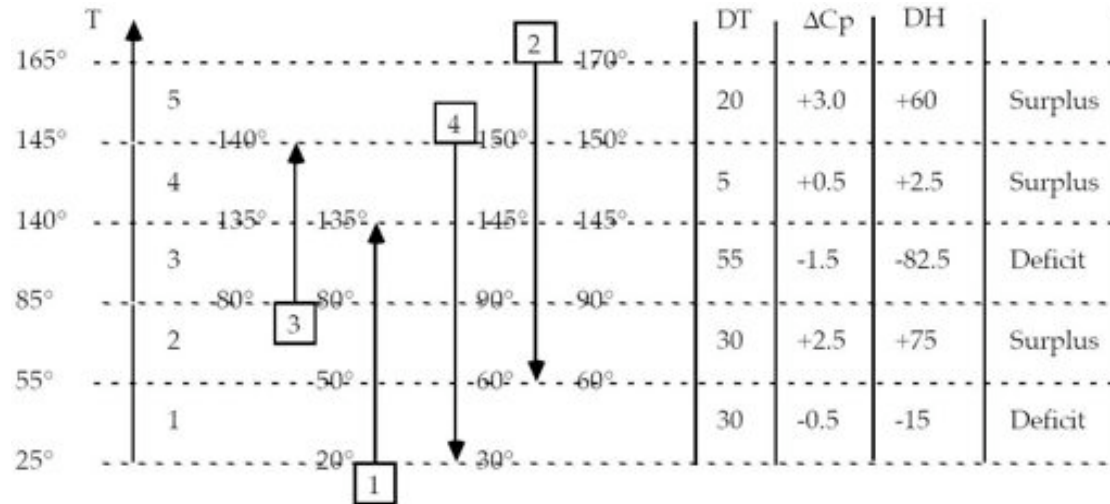 T DT ΔCp DH
2
165° 170°
5 20 +3.0 +60 Surplus
4
145° 140° 150° 150°
4 5 +0.5 +2.5 Surplus
140° 135° 135° 145° 145°
3 55 -1.5 -82.5 Deficit
85° 80° 80° 90° 90°
3
2 30 +2.5 +75 Surplus
55° 50° 60° 60°
1 30 -0.5 -15 Deficit
25° 20° 30°
1